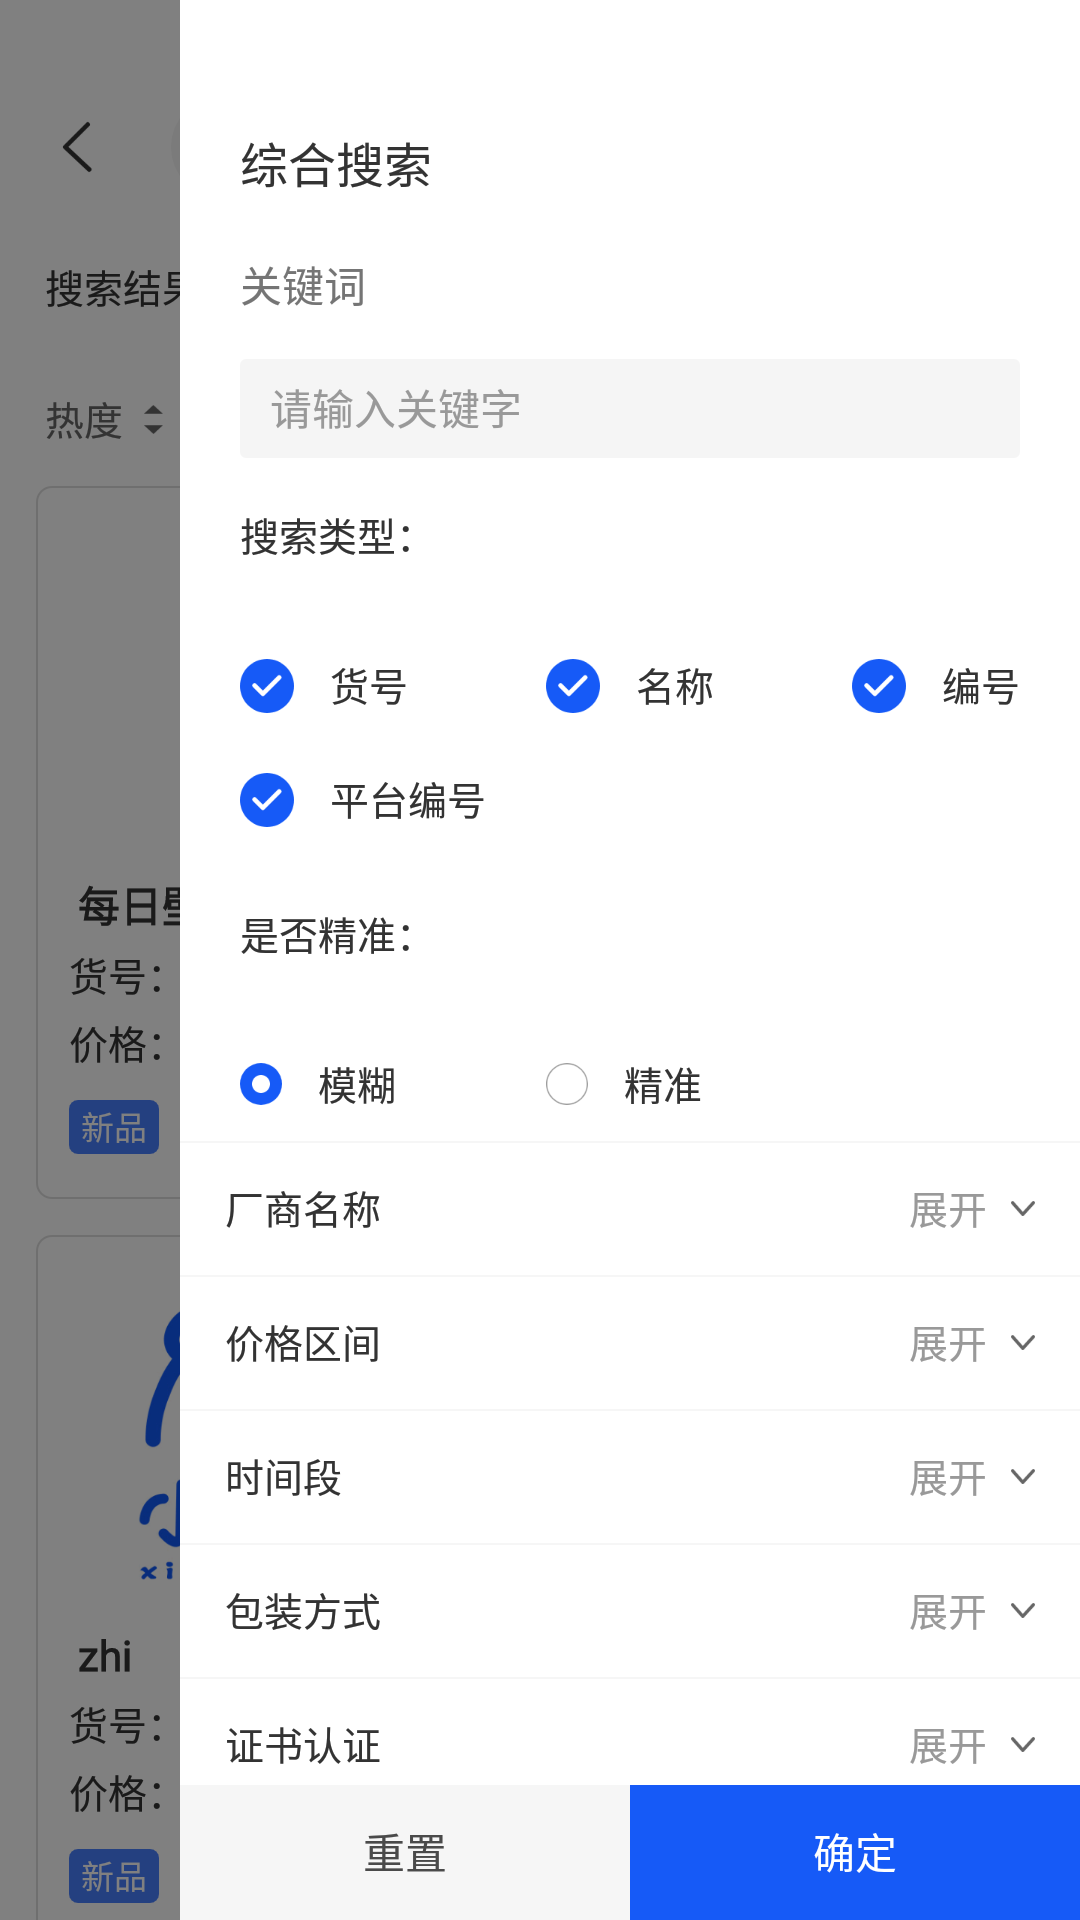 综合搜索
关键词
请输入关键字
搜索类型：
货号
名称
编号
平台编号
是否精准：
模糊
精准
厂商名称
展开
价格区间
展开
时间段
展开
包装方式
展开
证书认证
展开
重置
确定
搜索结果
热度
每日
货号：
价格：
新品
xi
zhi
货号：
价格：
新品